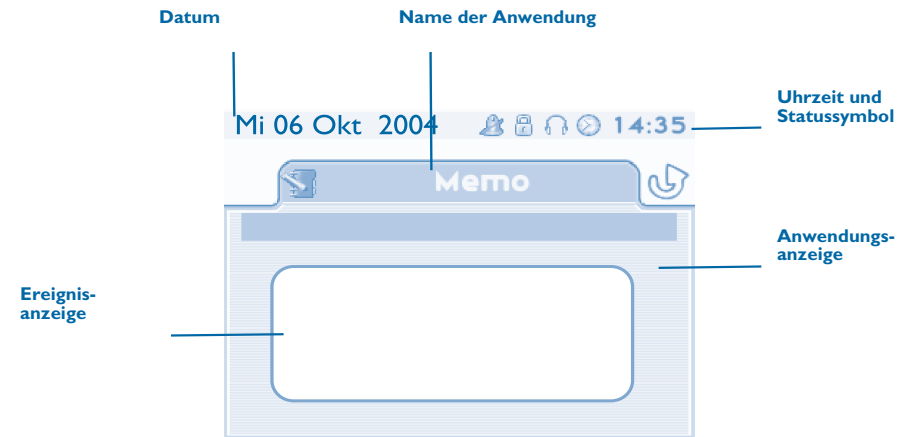 Datum
Name der Anwendung
Uhrzeit und
Statussymbol
Mi 06 Okt 2004
14:35
Memo
Anwendungs-
anzeige
Ereignis-
anzeige